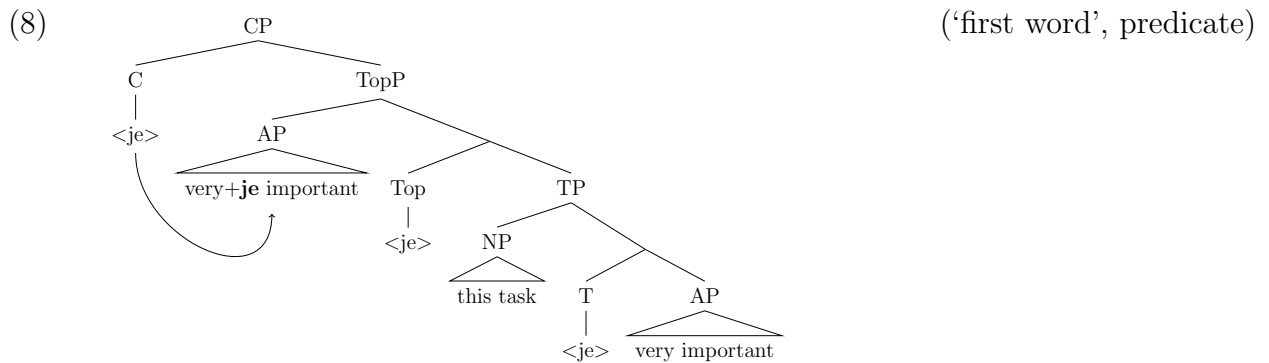 (8) CP (‘first word’, predicate)
C TopP
<je> AP
very+je important Top TP
<je> NP
this task T AP
<je> very important